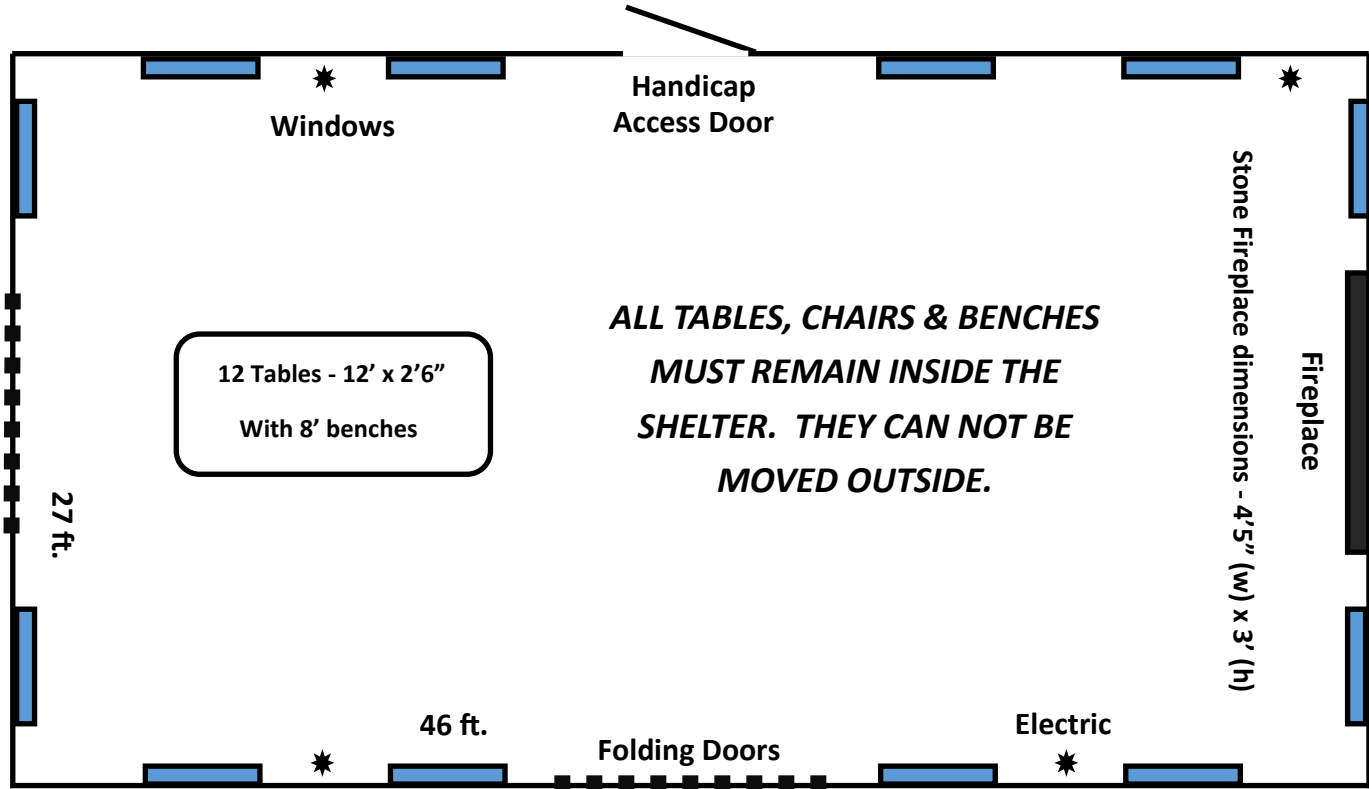 Handicap
Access Door
Windows
Stone Fireplace dimensions - 4’5” (w) x 3’ (h)
Fireplace
ALL TABLES, CHAIRS & BENCHES
MUST REMAIN INSIDE THE
SHELTER.  THEY CAN NOT BE
MOVED OUTSIDE.
12 Tables - 12’ x 2’6”
With 8’ benches
27 ft.
46 ft.
Folding Doors
Electric